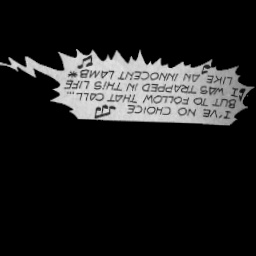 I'VE NO CHOICE
BUT TO FOLLOW THAT CALL...
I WAS TRAPPED IN THIS LIFE
LIKE AN INNOCENT LAMB*